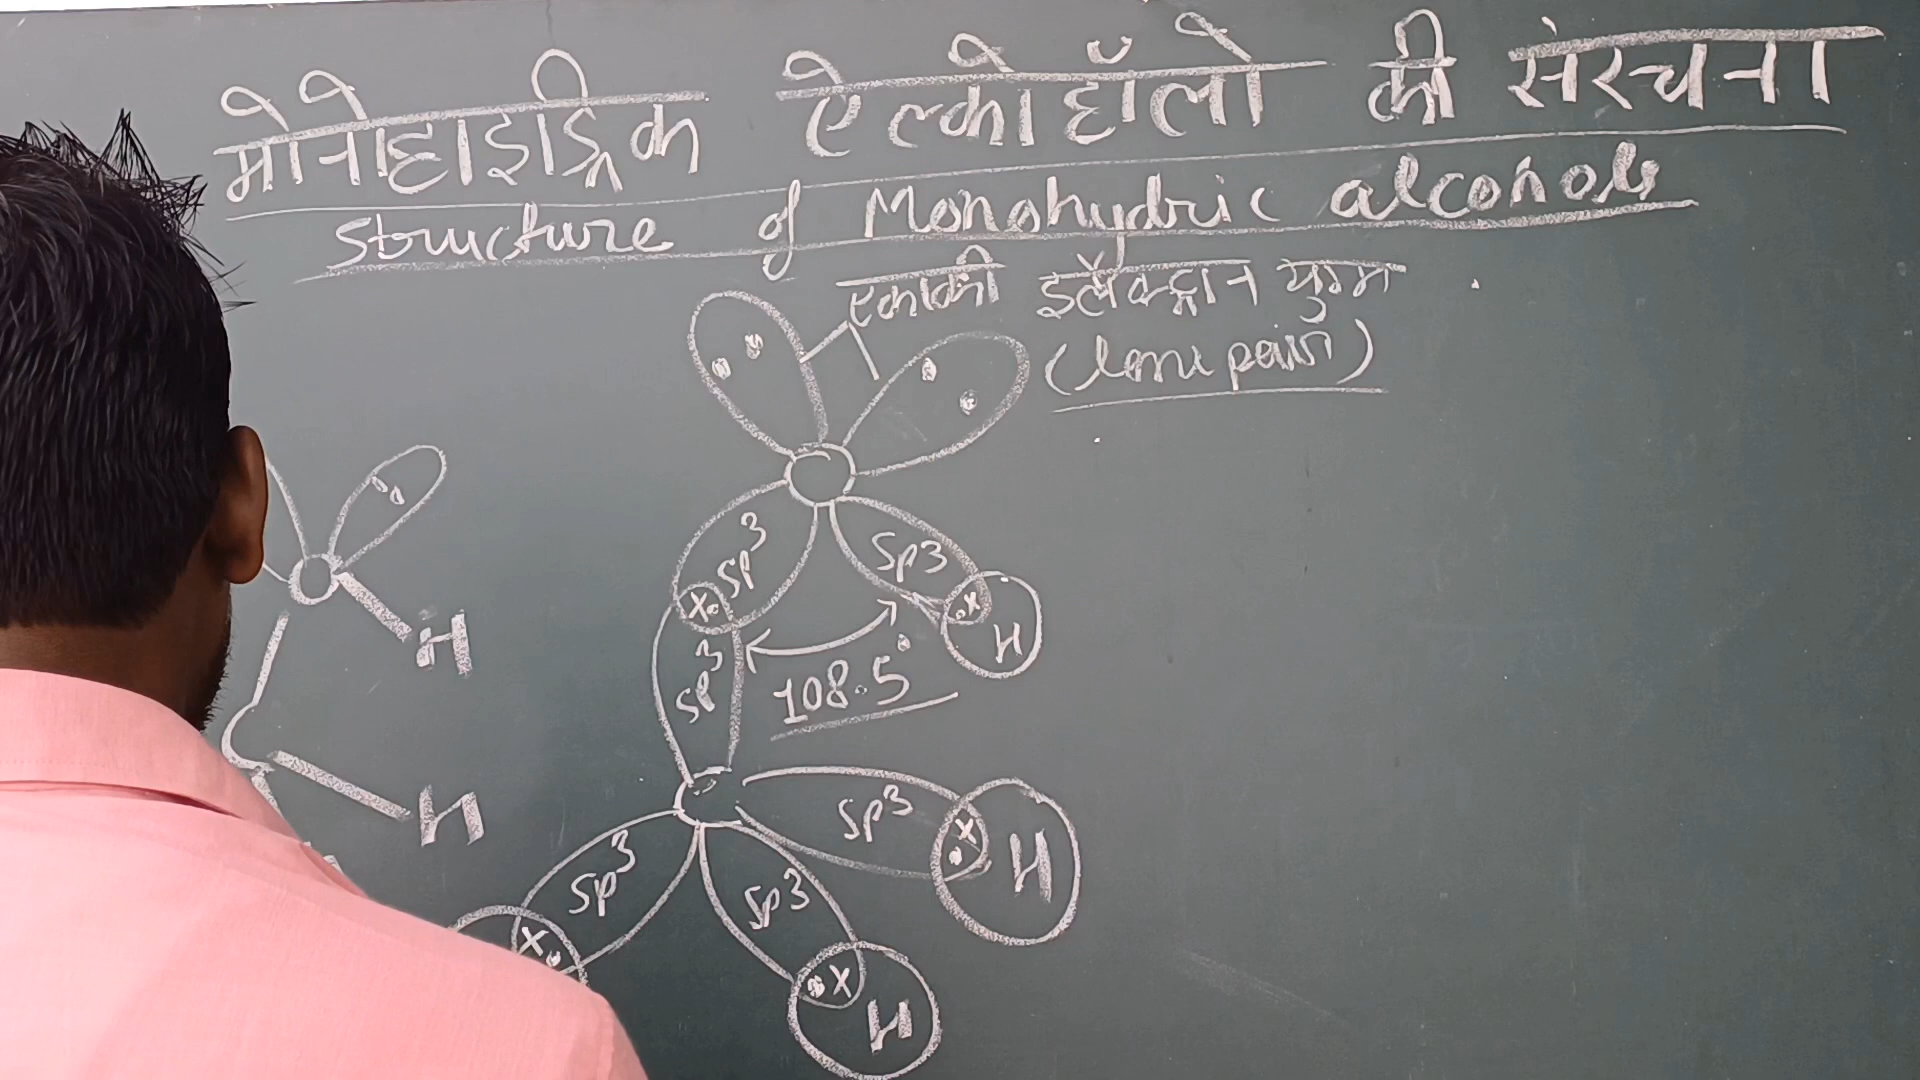 मोनोहाइड्रिक ऐल्कोहॉलो की संरचना
Structure of Monohydric alcohols
एकाकी इलैक्ट्रान युग्म
(lone pair)
sp³ sp3
x. .x
H
H
sp³
108.5°
H
sp³ sp³ sp3
x. .x x.
H
H